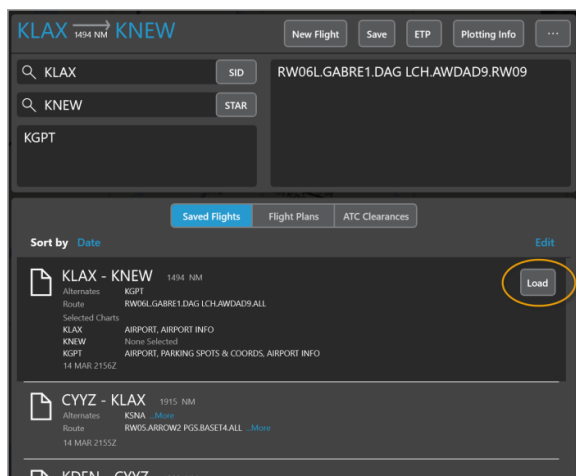 KLAX 1494 NM KNEW
New Flight Save ETP Plotting Info ...
KLAX SID
KNEW STAR
KGPT
RW06L.GABRE1.DAG LCH.AWDAD9.RW09
Saved Flights Flight Plans ATC Clearances
Sort by Date Edit
KLAX - KNEW 1494 NM
Load
Alternates KGPT
Route RW06L.GABRE1.DAG LCH.AWDAD9.ALL
Selected Charts
KLAX AIRPORT, AIRPORT INFO
KNEW None Selected
KGPT AIRPORT, PARKING SPOTS & COORDS, AIRPORT INFO
14 MAR 2156Z
CYYZ - KLAX 1915 NM
Alternates KSNA ...More
Route RW05.ARROW2 PGS.BASET4.ALL ...More
14 MAR 2155Z
KDEN - CYYZ